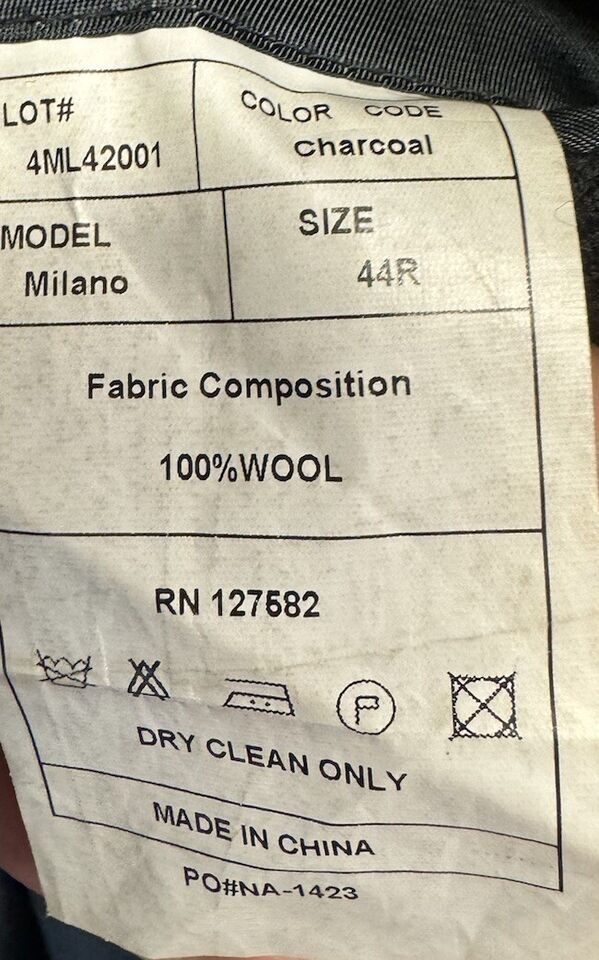 LOT#
4ML42001
COLOR CODE
Charcoal
MODEL
Milano
SIZE
44R
Fabric Composition
100%WOOL
RN 127582
P
DRY CLEAN ONLY
MADE IN CHINA
PO#NA-1423